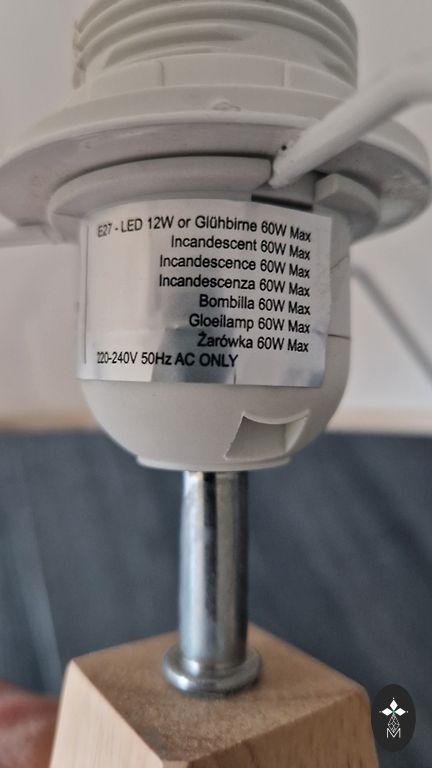 E27 - LED 12W or Glühbirne 60W Max
Incandescent 60W Max
Incandescence 60W Max
Incandescenza 60W Max
Bombilla 60W Max
Gloeilamp 60W Max
Żarówka 60W Max
220-240V 50Hz AC ONLY
M